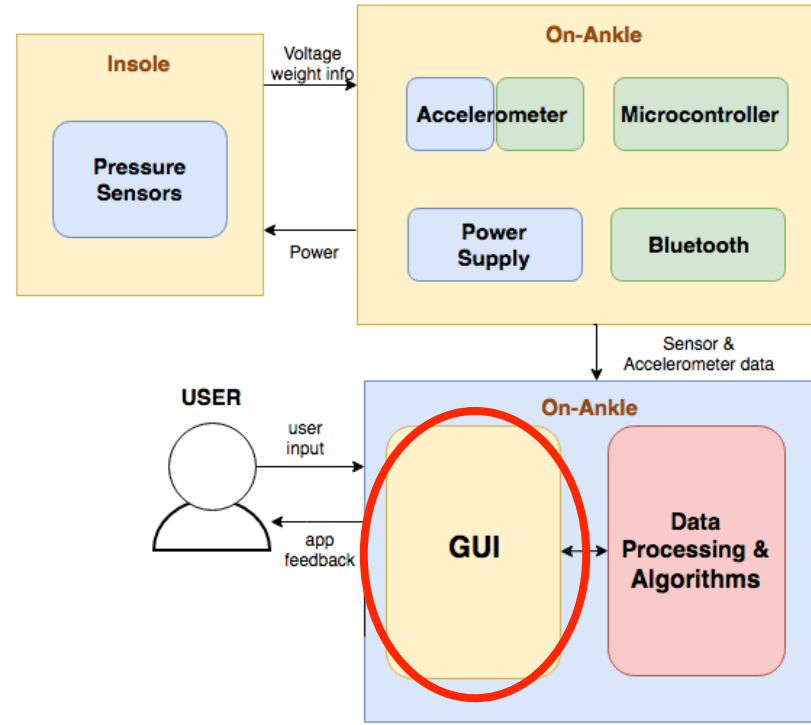 Insole
Pressure
Sensors
Voltage
weight info
Power
On-Ankle
Accelerometer
Microcontroller
Power
Supply
Bluetooth
Sensor &
Accelerometer data
USER
user
input
app
feedback
On-Ankle
GUI
Data
Processing &
Algorithms